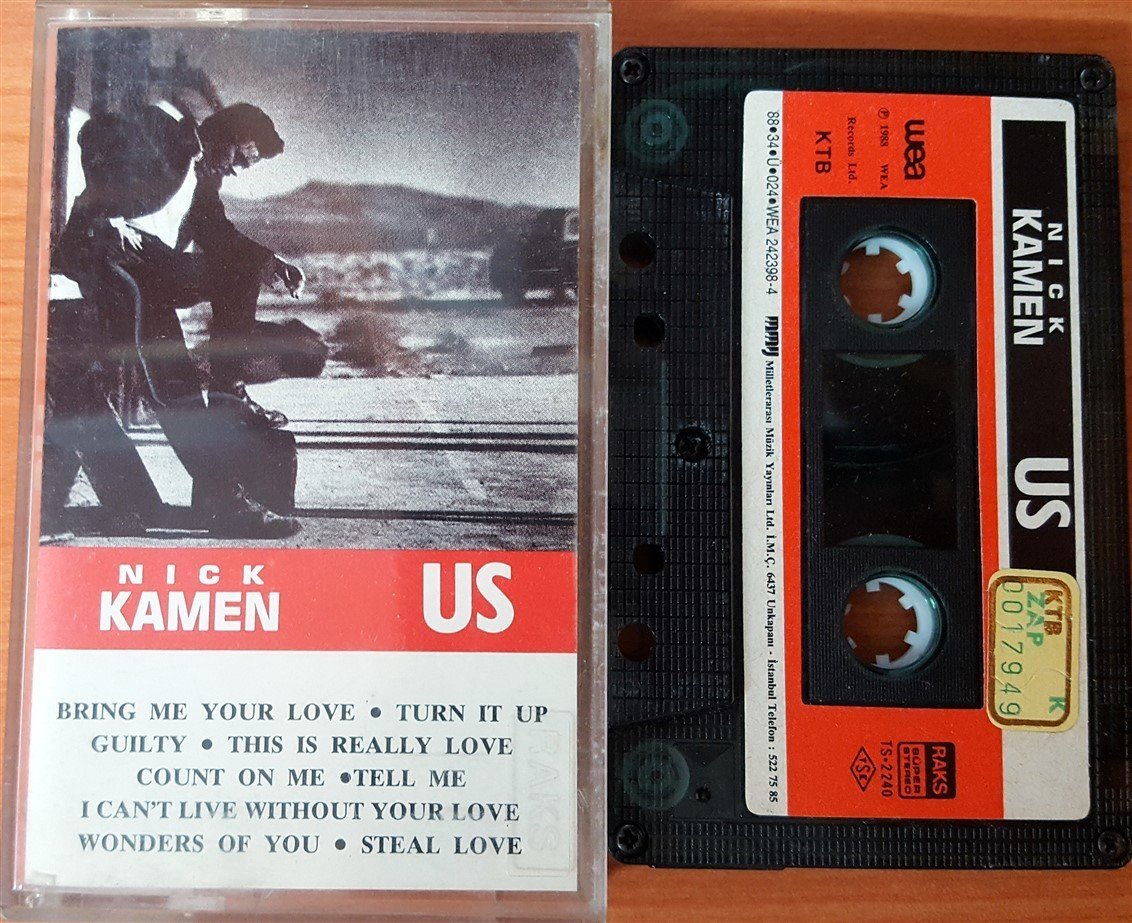 NICK
KAMEN
US
BRING ME YOUR LOVE • TURN IT UP
GUILTY • THIS IS REALLY LOVE
COUNT ON ME •TELL ME
I CAN'T LIVE WITHOUT YOUR LOVE
WONDERS OF YOU • STEAL LOVE
RAKS
NICK
KAMEN
US
wea
℗ 1988 WEA
Records Ltd.
KTB
88•34•Ü•024•WEA 242398-4
Milletlerarası Müzik Yayınları Ltd. İ.M.Ç. 6437 Unkapanı - İstanbul Telefon : 522 75 85
KTB
ZAP K
0017949
RAKS
SÜPER
STEREO
TS•2240
TSE